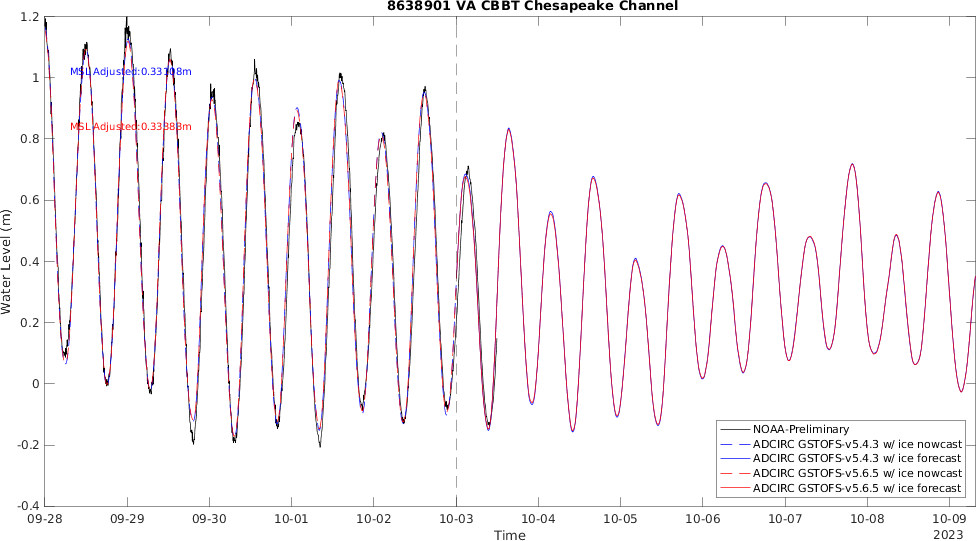 8638901 VA CBBT Chesapeake Channel
1.2
1
0.8
0.6
0.4
0.2
0
-0.2
-0.4
Water Level (m)
MSL Adjusted:0.33108m
MSL Adjusted:0.33383m
NOAA-Preliminary
ADCIRC GSTOFS-v5.4.3 w/ ice nowcast
ADCIRC GSTOFS-v5.4.3 w/ ice forecast
ADCIRC GSTOFS-v5.6.5 w/ ice nowcast
ADCIRC GSTOFS-v5.6.5 w/ ice forecast
09-28 09-29 09-30 10-01 10-02 10-03 10-04 10-05 10-06 10-07 10-08 10-09
Time
2023